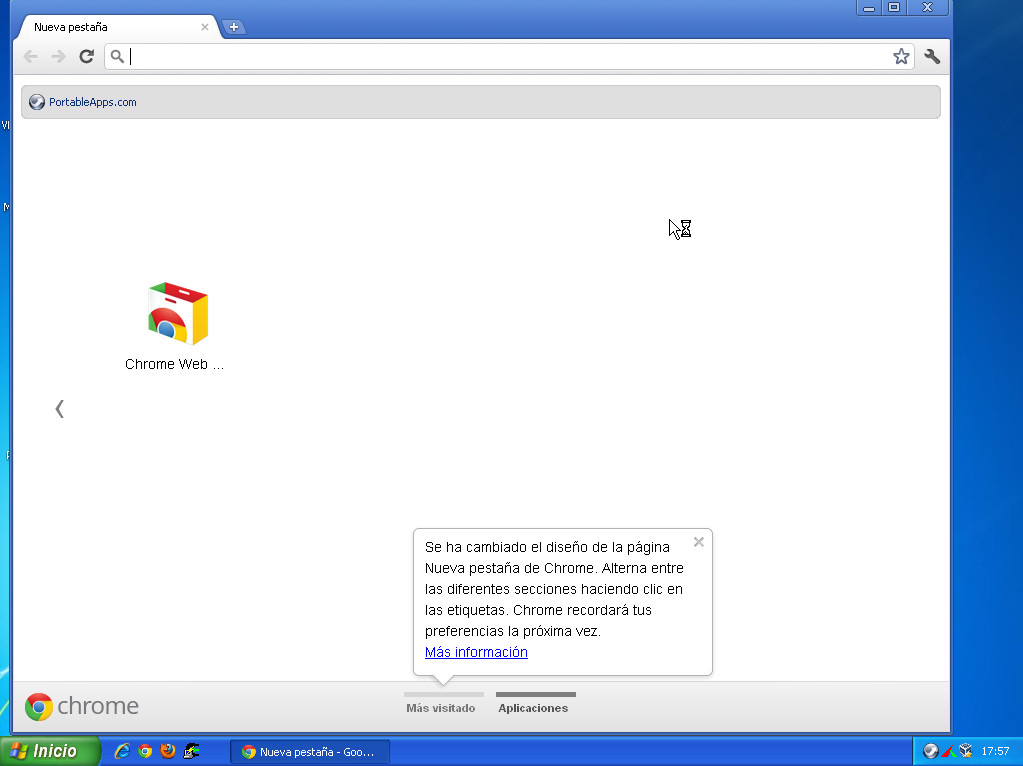 Nueva pestaña
PortableApps.com
Chrome Web ...
Se ha cambiado el diseño de la página
Nueva pestaña de Chrome. Alterna entre
las diferentes secciones haciendo clic en
las etiquetas. Chrome recordará tus
preferencias la próxima vez.
Más información
chrome
Más visitado
Aplicaciones
Inicio
Nueva pestaña - Goo...
17:57